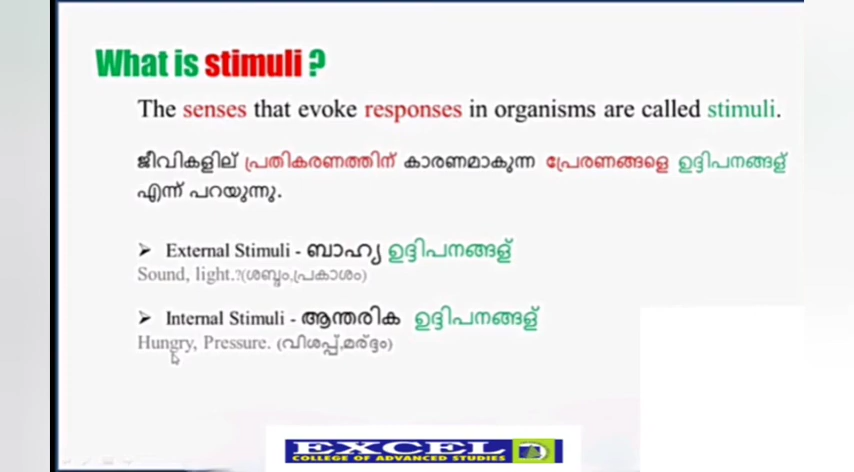 What is stimuli ?
The senses that evoke responses in organisms are called stimuli.
ജീവികളില് പ്രതികരണത്തിന് കാരണമാകുന്ന പ്രേരണങ്ങളെ ഉദ്ദിപനങ്ങള്
എന്ന് പറയുന്നു.
➢ External Stimuli - ബാഹ്യ ഉദ്ദിപനങ്ങള്
Sound, light.?(ശബ്ദം,പ്രകാശം)
➢ Internal Stimuli - ആന്തരിക ഉദ്ദിപനങ്ങള്
Hungry, Pressure. (വിശപ്പ്,മര്ദ്ദം)
EXCEL
COLLEGE OF ADVANCED STUDIES